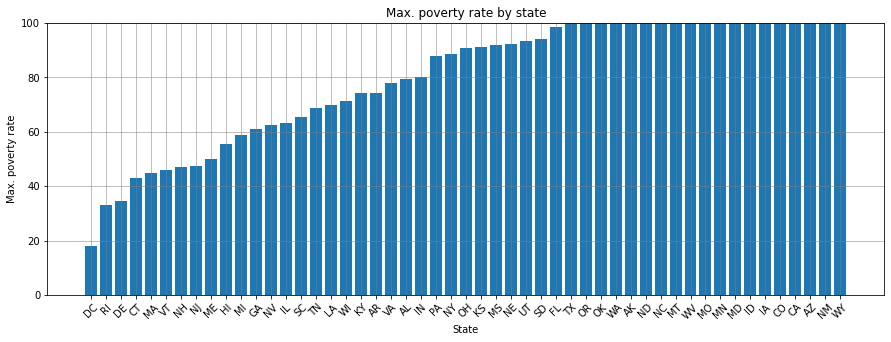 Max. poverty rate by state
Max. poverty rate
100
80
60
40
20
0
DC RI DE CT MA VT NH NJ ME HI MI GA NV IL SC TN LA WI KY AR VA AL IN PA NY OH KS MS NE UT SD FL TX OR OK WA AK ND NC MT WV MO MN MD ID IA CO CA AZ NM WY
State